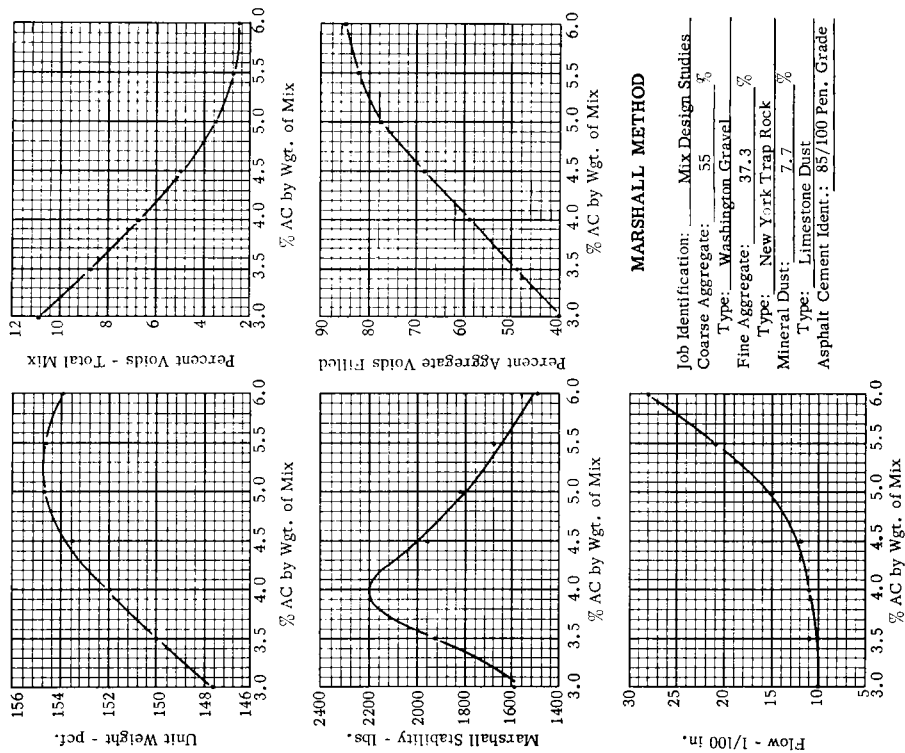 156
154
152
150
148
Unit Weight - pcf.
3.0 3.5 4.0 4.5 5.0 5.5 6.0
% AC by Wgt. of Mix
12
10
8
6
4
2
Percent Voids - Total Mix
3.0 3.5 4.0 4.5 5.0 5.5 6.0
% AC by Wgt. of Mix
2400
2200
2000
1800
1600
1400
Marshall Stability - lbs.
3.0 3.5 4.0 4.5 5.0 5.5 6.0
% AC by Wgt. of Mix
90
80
70
60
50
40
Percent Aggregate Voids Filled
3.0 3.5 4.0 4.5 5.0 5.5 6.0
% AC by Wgt. of Mix
30
25
20
15
10
5
Flow - 1/100 in.
3.0 3.5 4.0 4.5 5.0 5.5 6.0
% AC by Wgt. of Mix
MARSHALL METHOD
Job Identification: Mix Design Studies
Coarse Aggregate: 55 %
Type: Washington Gravel
Fine Aggregate: 37.3 %
Type: New York Trap Rock
Mineral Dust: 7.7 %
Type: Limestone Dust
Asphalt Cement Ident.: 85/100 Pen. Grade